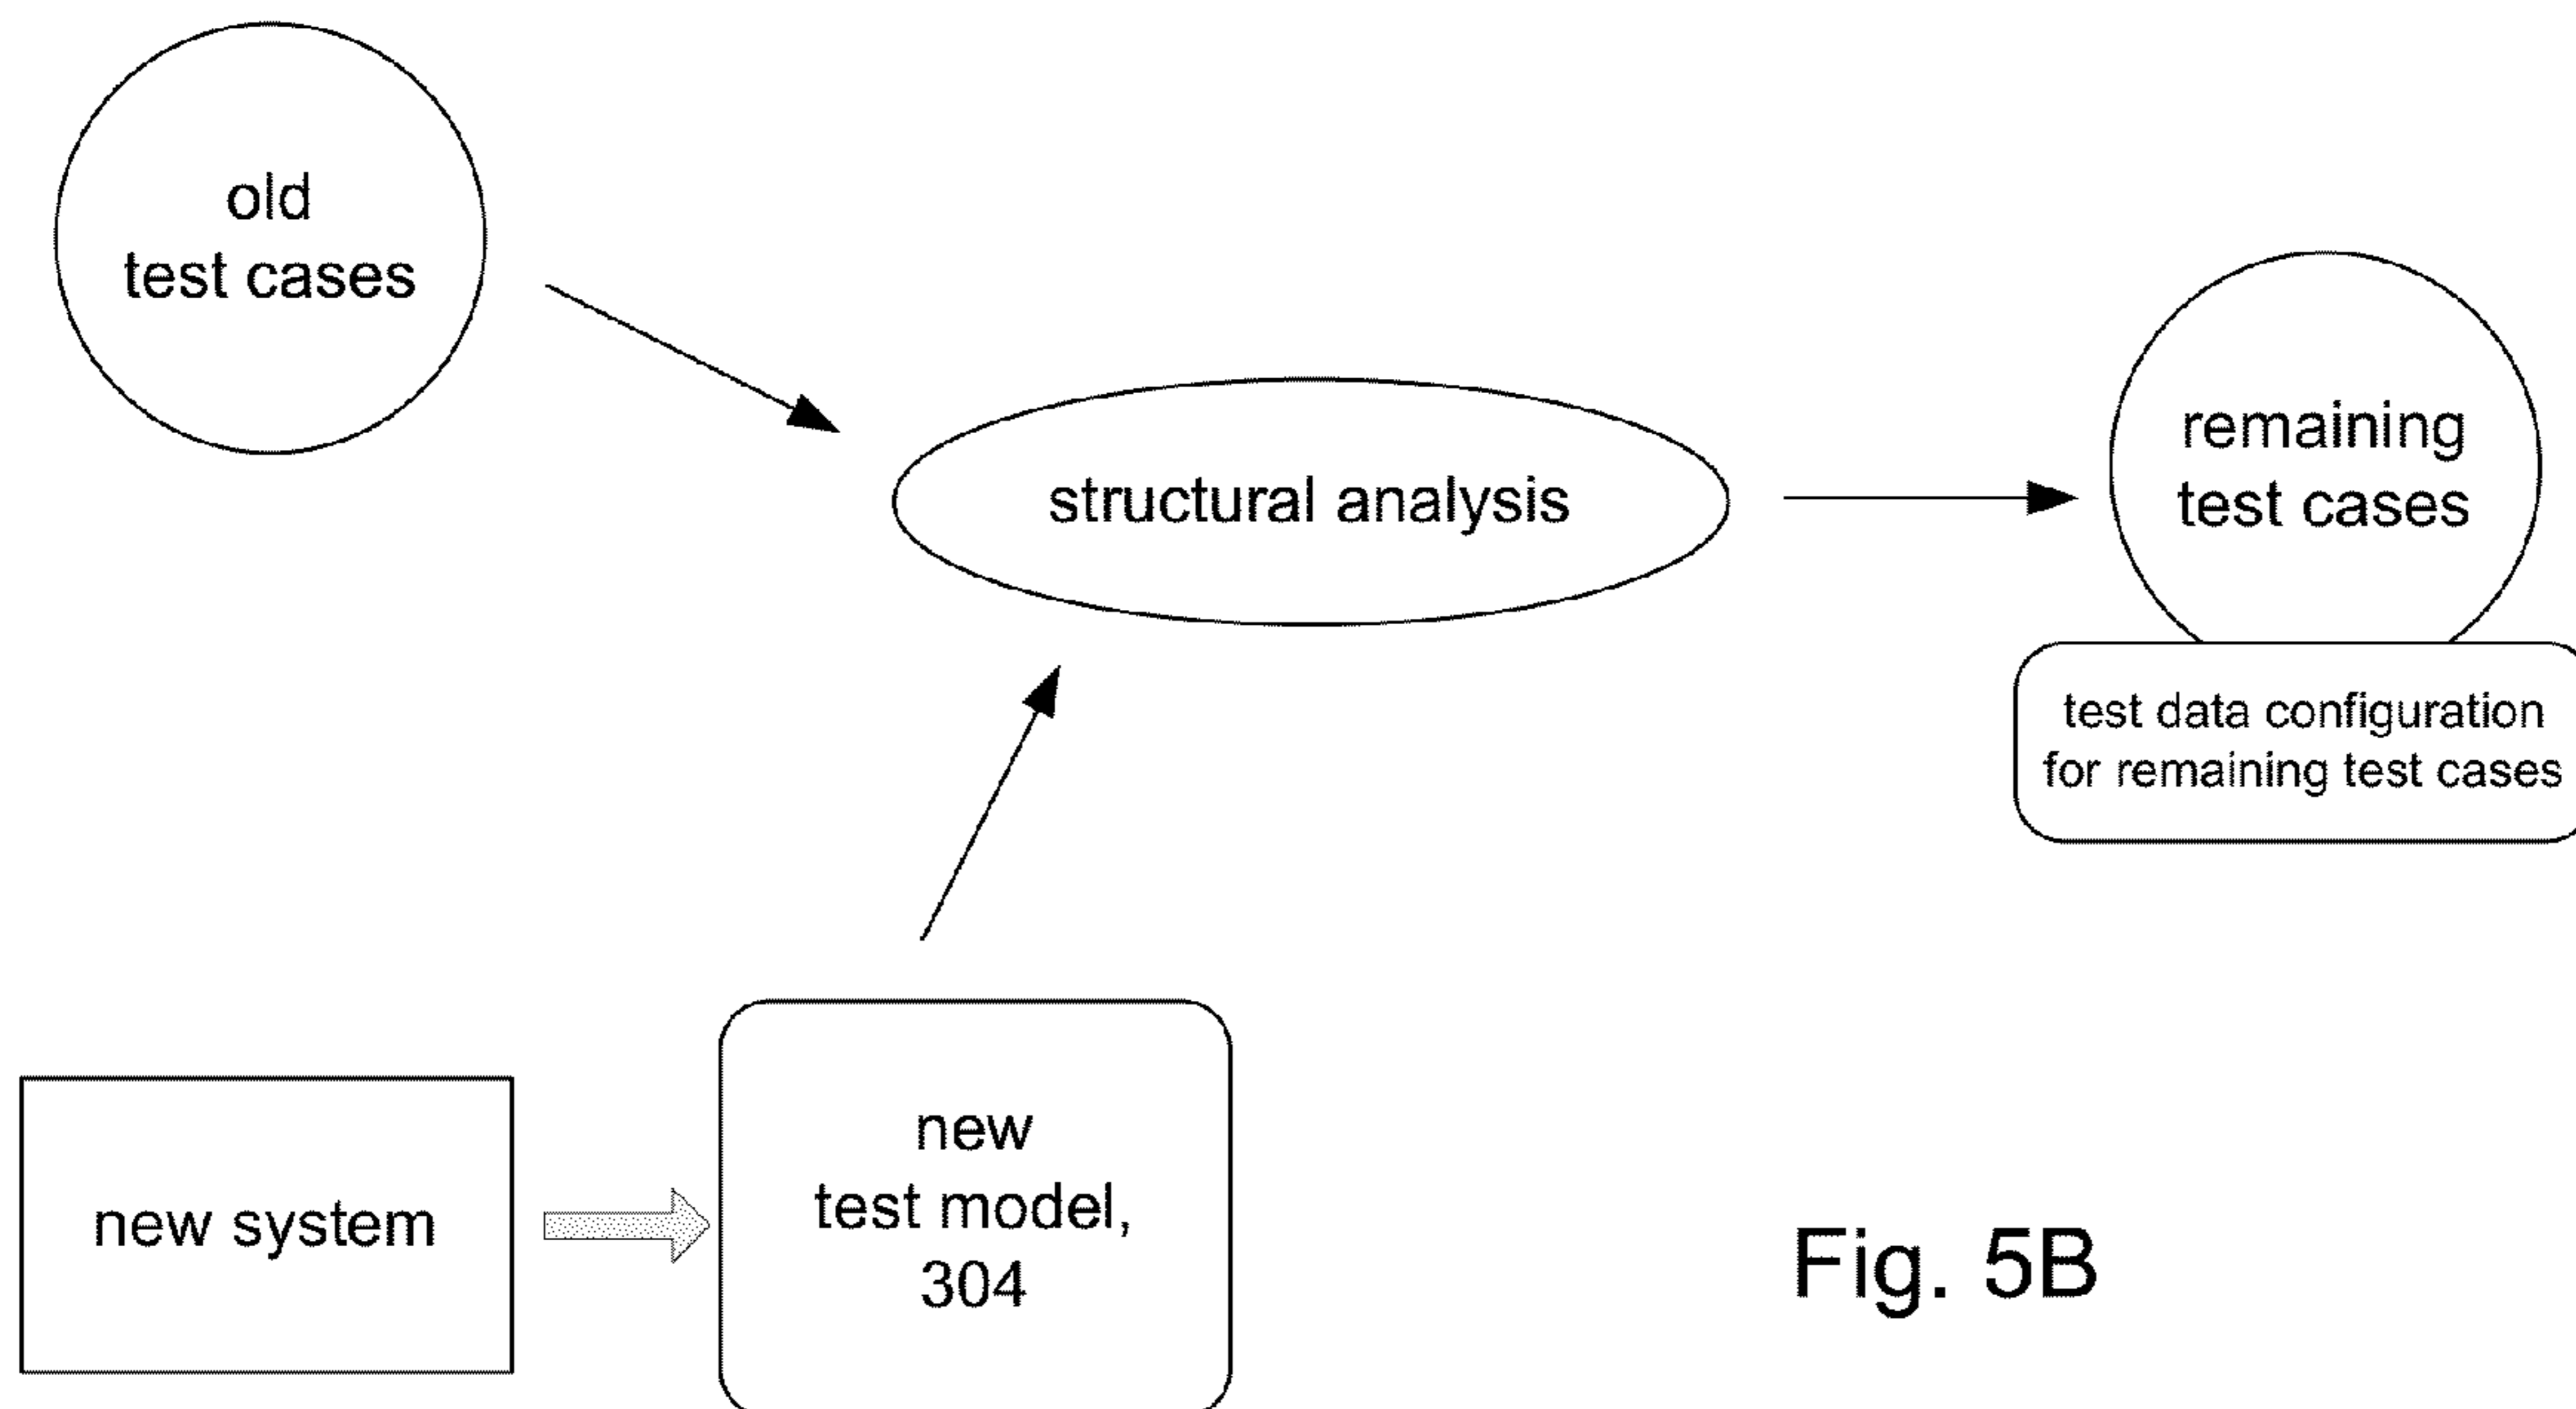 old
test cases
structural analysis
remaining
test cases
test data configuration
for remaining test cases
new system
new
test model,
304
Fig. 5B